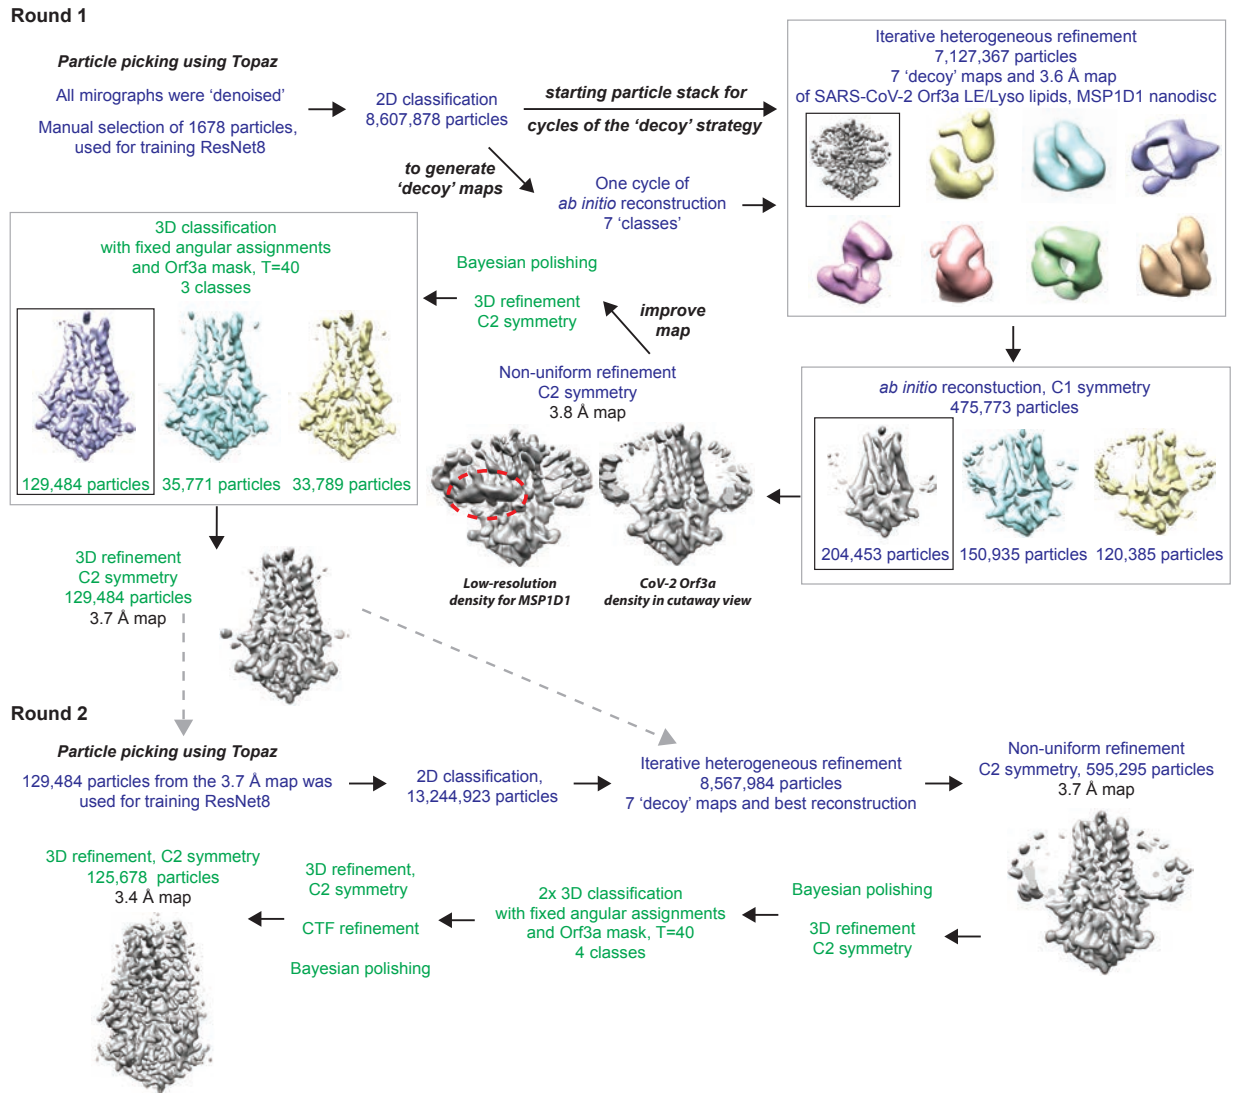 Round 1
Particle picking using Topaz
All mirographs were ‘denoised’
Manual selection of 1678 particles,
used for training ResNet8
2D classification
8,607,878 particles
starting particle stack for
cycles of the ‘decoy’ strategy
to generate
‘decoy’ maps
One cycle of
ab initio reconstruction
7 ‘classes’
Iterative heterogeneous refinement
7,127,367 particles
7 ‘decoy’ maps and 3.6 Å map
of SARS-CoV-2 Orf3a LE/Lyso lipids, MSP1D1 nanodisc
ab initio reconstuction, C1 symmetry
475,773 particles
204,453 particles
150,935 particles
120,385 particles
Non-uniform refinement
C2 symmetry
3.8 Å map
Low-resolution
density for MSP1D1
CoV-2 Orf3a
density in cutaway view
improve
map
Bayesian polishing
3D refinement
C2 symmetry
3D classification
with fixed angular assignments
and Orf3a mask, T=40
3 classes
129,484 particles
35,771 particles
33,789 particles
3D refinement
C2 symmetry
129,484 particles
3.7 Å map
Round 2
Particle picking using Topaz
129,484 particles from the 3.7 Å map was
used for training ResNet8
2D classification,
13,244,923 particles
Iterative heterogeneous refinement
8,567,984 particles
7 ‘decoy’ maps and best reconstruction
Non-uniform refinement
C2 symmetry, 595,295 particles
3.7 Å map
Bayesian polishing
3D refinement
C2 symmetry
2x 3D classification
with fixed angular assignments
and Orf3a mask, T=40
4 classes
3D refinement,
C2 symmetry
CTF refinement
Bayesian polishing
3D refinement, C2 symmetry
125,678 particles
3.4 Å map